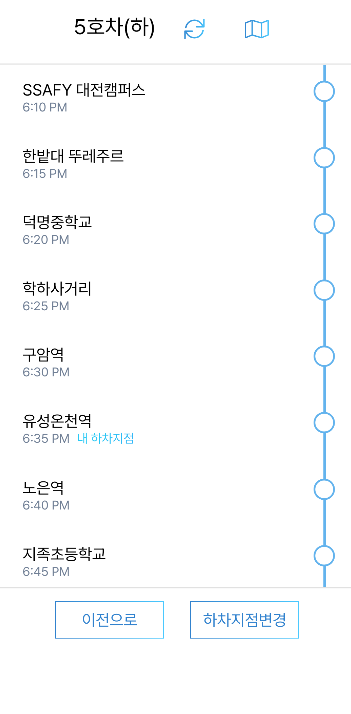 5호차(하)
SSAFY 대전캠퍼스
6:10 PM
한밭대 뚜레주르
6:15 PM
덕명중학교
6:20 PM
학하사거리
6:25 PM
구암역
6:30 PM
유성온천역
6:35 PM 내 하차지점
노은역
6:40 PM
지족초등학교
6:45 PM
이전으로 하차지점변경